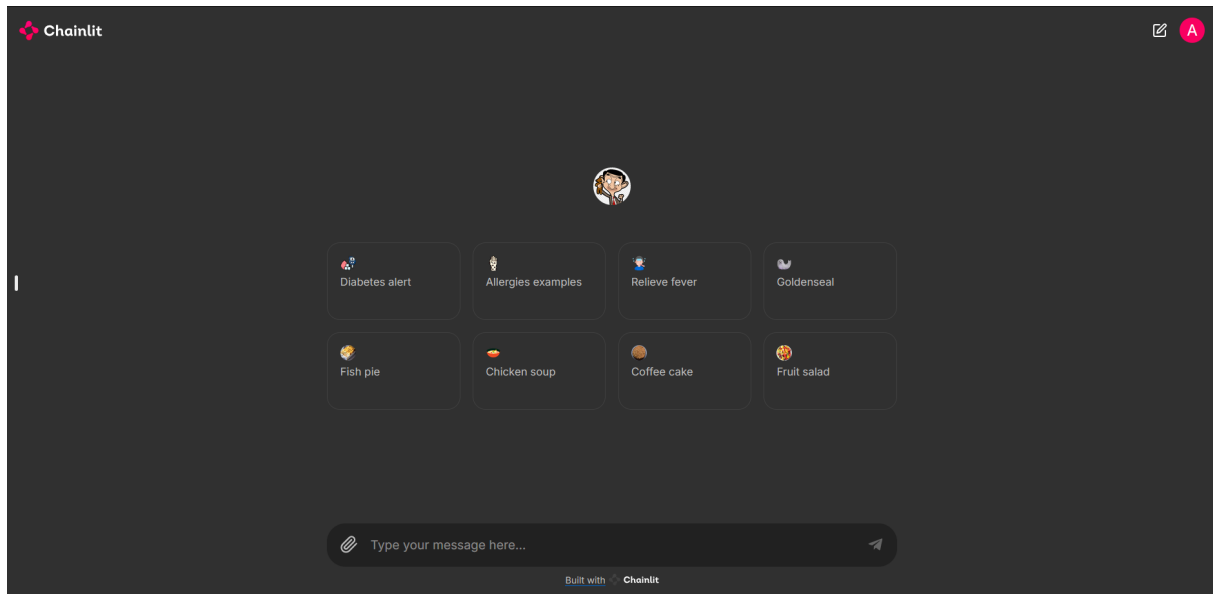 Chainlit
A
Diabetes alert
Allergies examples
Relieve fever
Goldenseal
Fish pie
Chicken soup
Coffee cake
Fruit salad
Type your message here...
Built with Chainlit